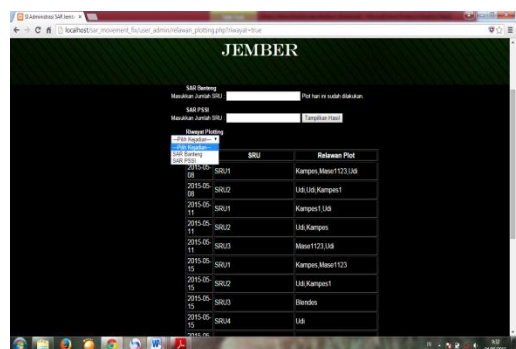 SI Administrasi SAR Jemb
localhost/sar_movement_fix/user_admin/relawan_plotting.php?riwayat=true
JEMBER
SAR Banteng
Masukkan Jumlah SRU : Plot hari ini sudah dilakukan.
SAR PSSI
Masukkan Jumlah SRU : Tampilkan Hasil
Riwayat Plotting
---Pilih Kejadian---
---Pilih Kejadian---
SAR Banteng
SAR PSSI
SRU Relawan Plot
2015-05-08 SRU1 Kampes,Mase1123,Udi
2015-05-08 SRU2 Udi,Udi,Kampes1
2015-05-11 SRU1 Kampes1,Udi
2015-05-11 SRU2 Udi,Kampes
2015-05-11 SRU3 Mase1123,Udi
2015-05-15 SRU1 Kampes,Mase1123
2015-05-15 SRU2 Udi,Kampes1
2015-05-15 SRU3 Blendos
2015-05-15 SRU4 Udi